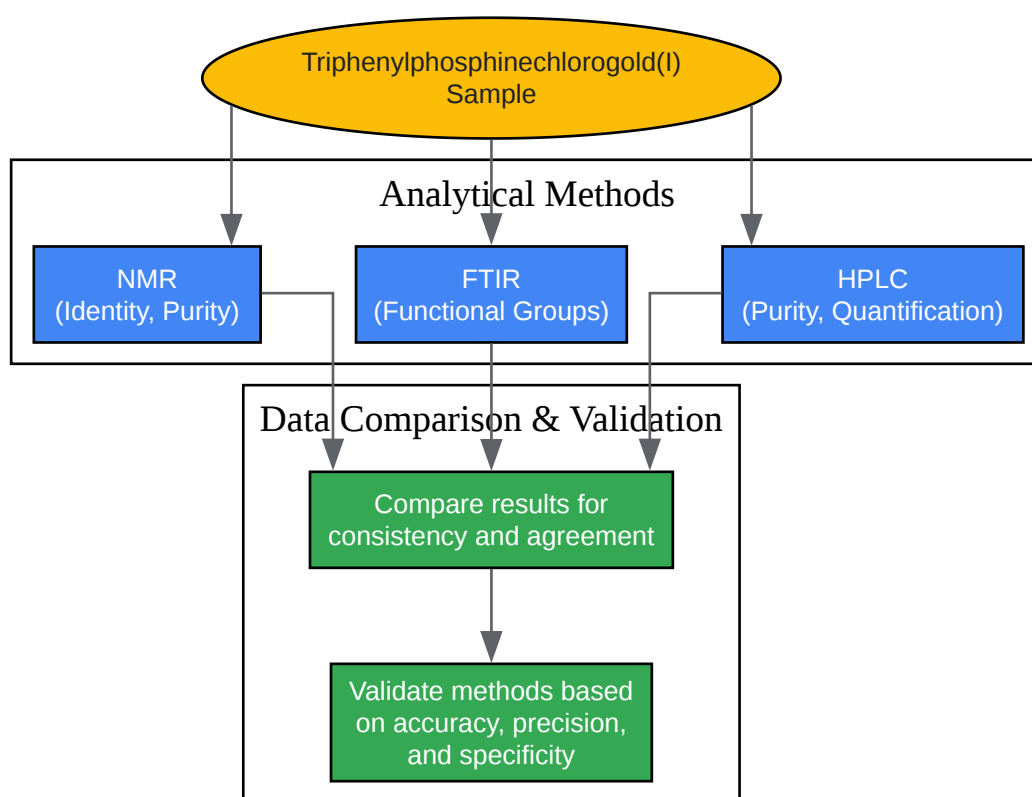 Triphenylphosphinechlorogold(I)
Sample
Analytical Methods
NMR
(Identity, Purity)
FTIR
(Functional Groups)
HPLC
(Purity, Quantification)
Data Comparison & Validation
Compare results for
consistency and agreement
Validate methods based
on accuracy, precision,
and specificity